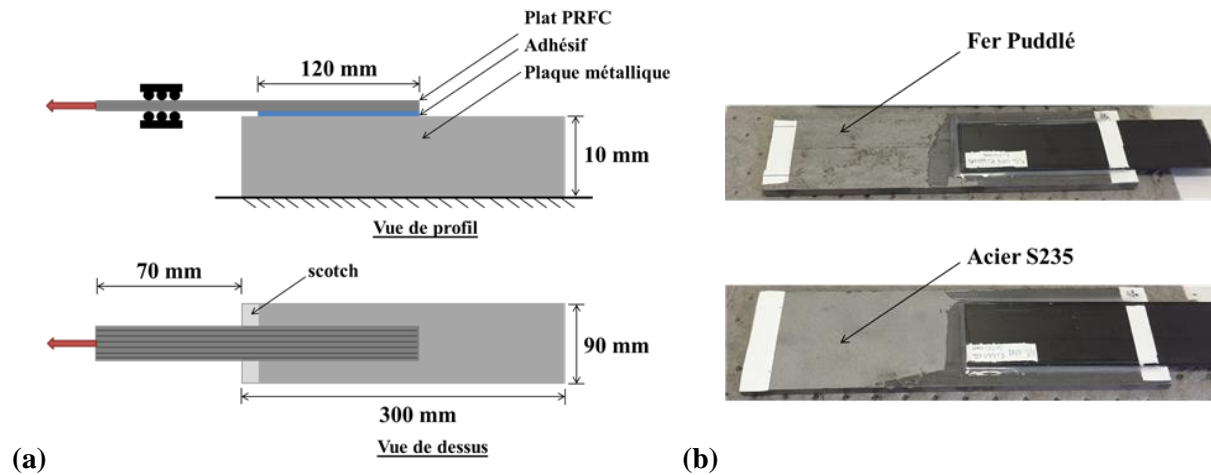 Plat PRFC
Adhésif
Plaque métallique
120 mm
10 mm
Vue de profil
70 mm
scotch
90 mm
300 mm
Vue de dessus
(a)
Fer Puddlé
Acier S235
(b)